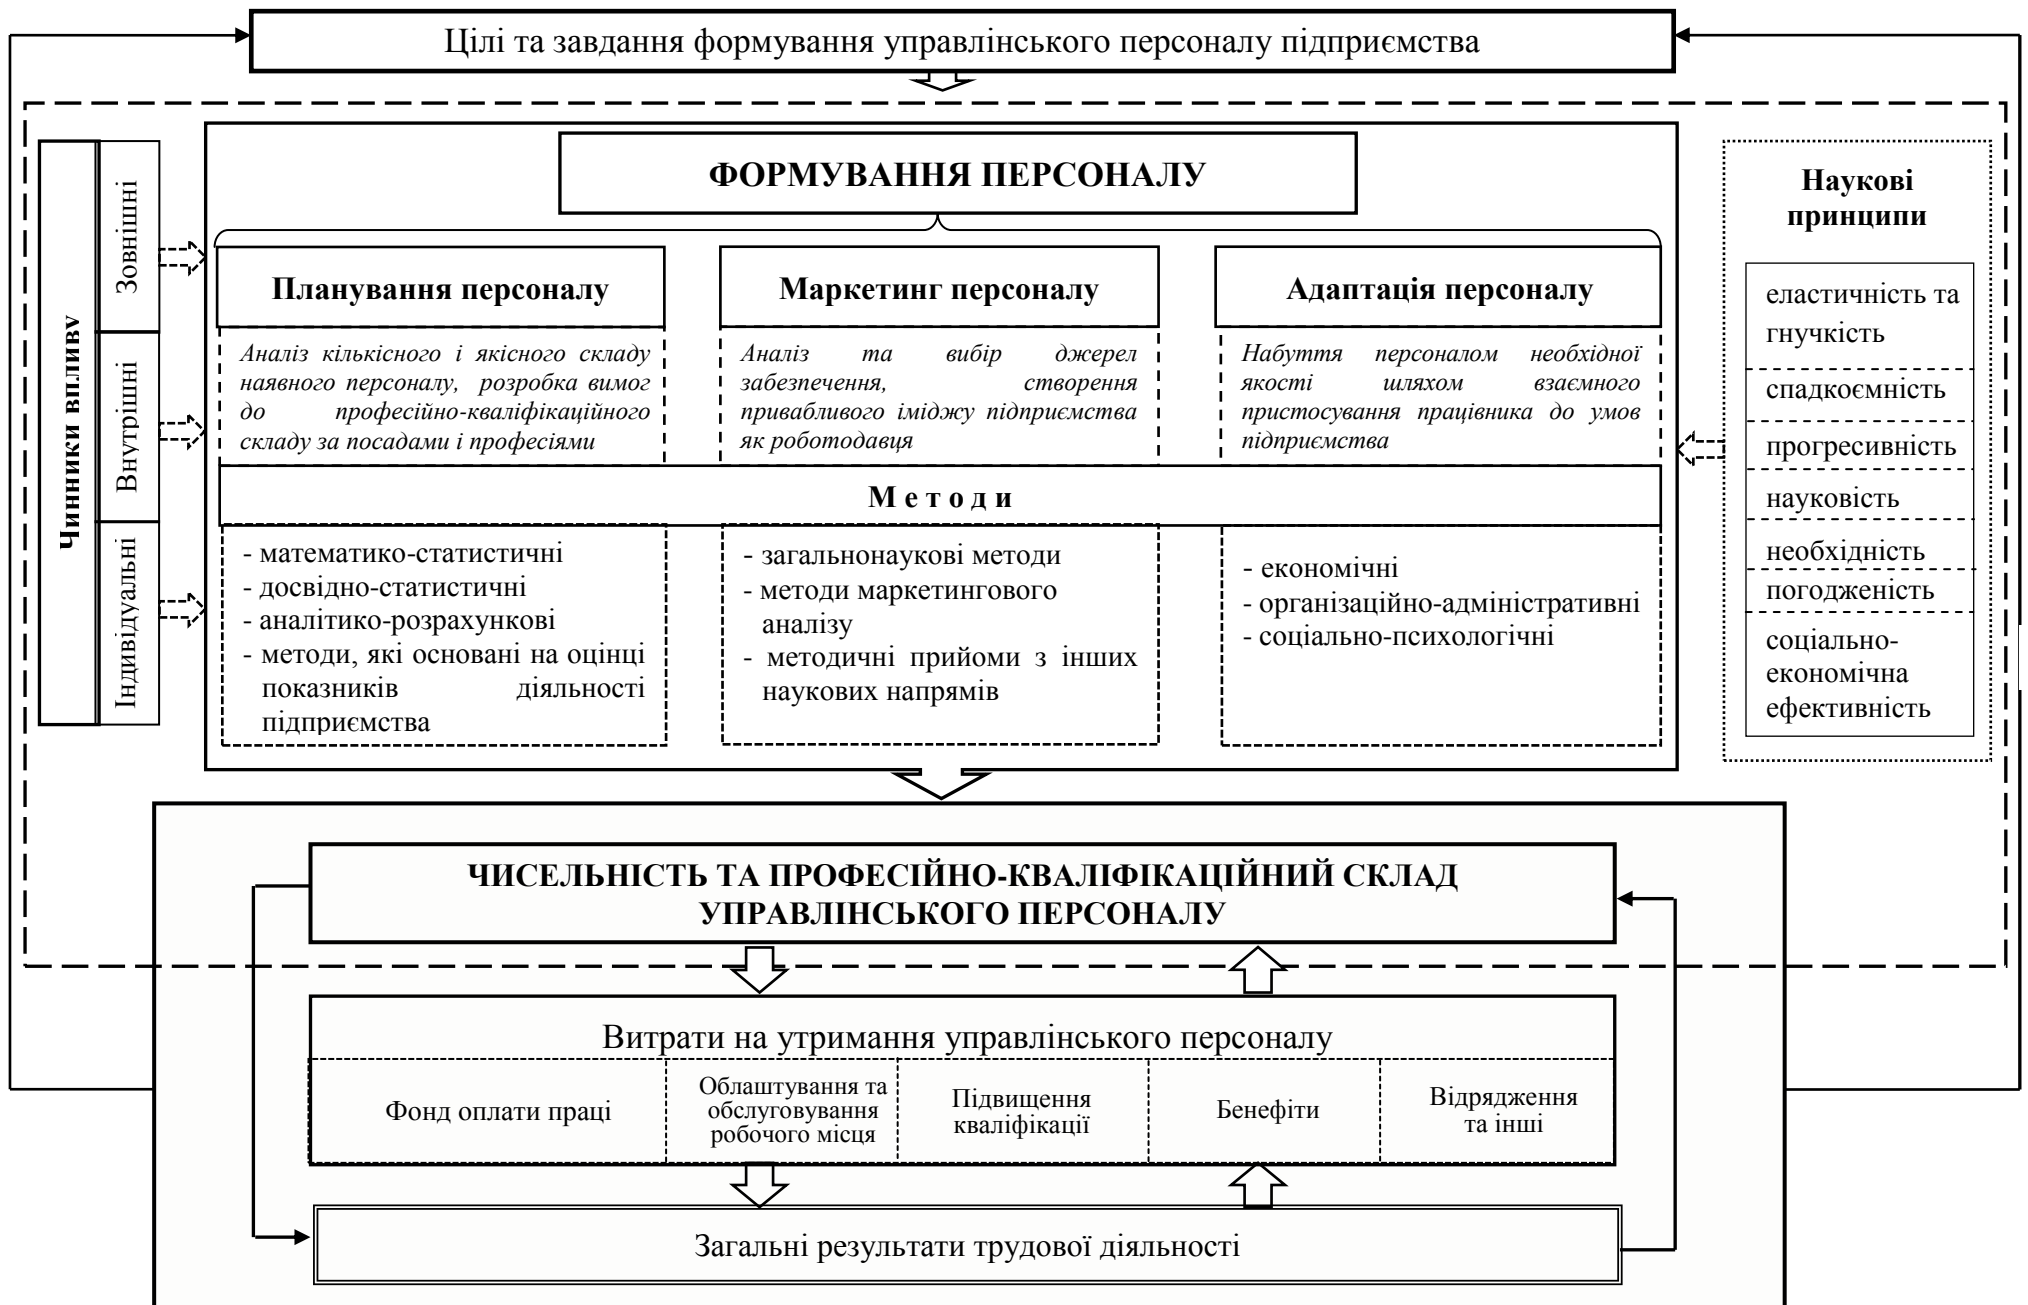 Цілі та завдання формування управлінського персоналу підприємства
Чинники впливу
Зовнішні
Внутрішні
Індивідуальні
ФОРМУВАННЯ ПЕРСОНАЛУ
Планування персоналу
Аналіз кількісного і якісного складу
наявного персоналу, розробка вимог
до професійно-кваліфікаційного
складу за посадами і професіями
Маркетинг персоналу
Аналіз та вибір джерел
забезпечення, створення
привабливого іміджу підприємства
як роботодавця
Адаптація персоналу
Набуття персоналом необхідної
якості шляхом взаємного
пристосування працівника до умов
підприємства
М е т о д и
- математико-статистичні
- досвідно-статистичні
- аналітико-розрахункові
- методи, які основані на оцінці
показників діяльності
підприємства
- загальнонаукові методи
- методи маркетингового
аналізу
- методичні прийоми з інших
наукових напрямів
- економічні
- організаційно-адміністративні
- соціально-психологічні
Наукові
принципи
еластичність та
гнучкість
спадкоємність
прогресивність
науковість
необхідність
погодженість
соціально-
економічна
ефективність
ЧИСЕЛЬНІСТЬ ТА ПРОФЕСІЙНО-КВАЛІФІКАЦІЙНИЙ СКЛАД
УПРАВЛІНСЬКОГО ПЕРСОНАЛУ
Витрати на утримання управлінського персоналу
Фонд оплати праці
Облаштування та
обслуговування
робочого місця
Підвищення
кваліфікації
Бенефіти
Відрядження
та інші
Загальні результати трудової діяльності